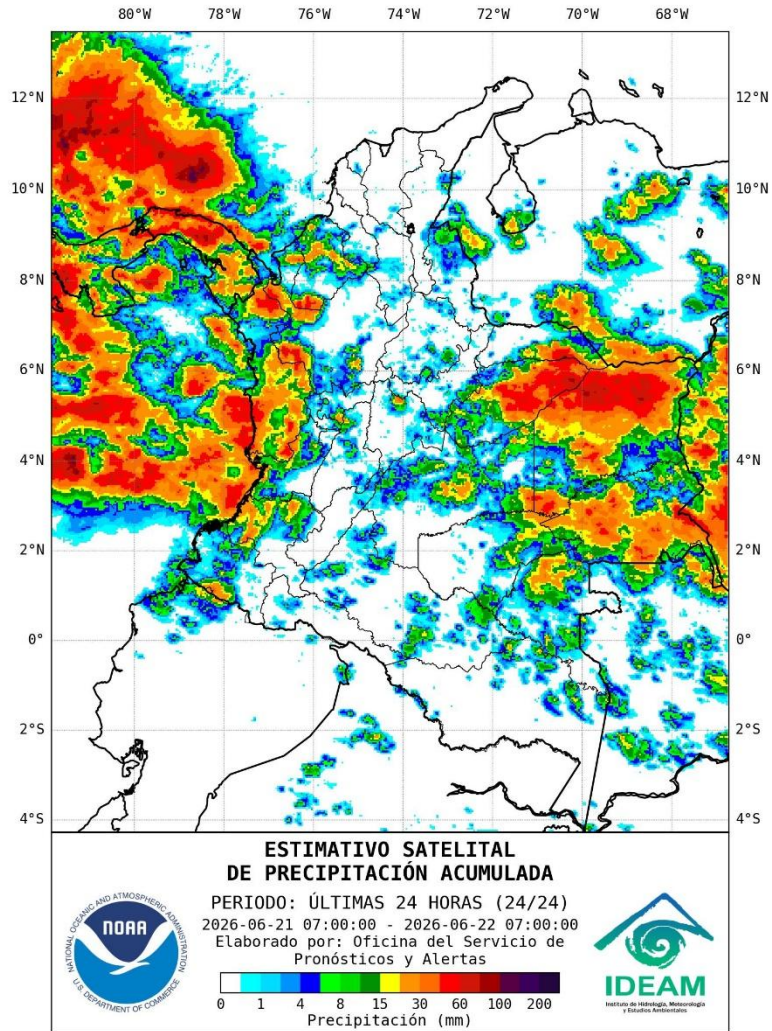 80°W 78°W 76°W 74°W 72°W 70°W 68°W
12°N 12°N
10°N 10°N
8°N 8°N
6°N 6°N
4°N 4°N
2°N 2°N
0° 0°
2°S 2°S
4°S 4°S
ESTIMATIVO SATELITAL
DE PRECIPITACIÓN ACUMULADA
PERIODO: ÚLTIMAS 24 HORAS (24/24)
2026-06-21 07:00:00 - 2026-06-22 07:00:00
Elaborado por: Oficina del Servicio de
Pronósticos y Alertas
0 1 4 8 15 30 60 100 200
Precipitación (mm)
NATIONAL OCEANIC AND ATMOSPHERIC ADMINISTRATION
NOAA
U.S. DEPARTMENT OF COMMERCE
IDEAM
Instituto de Hidrología, Meteorología
y Estudios Ambientales